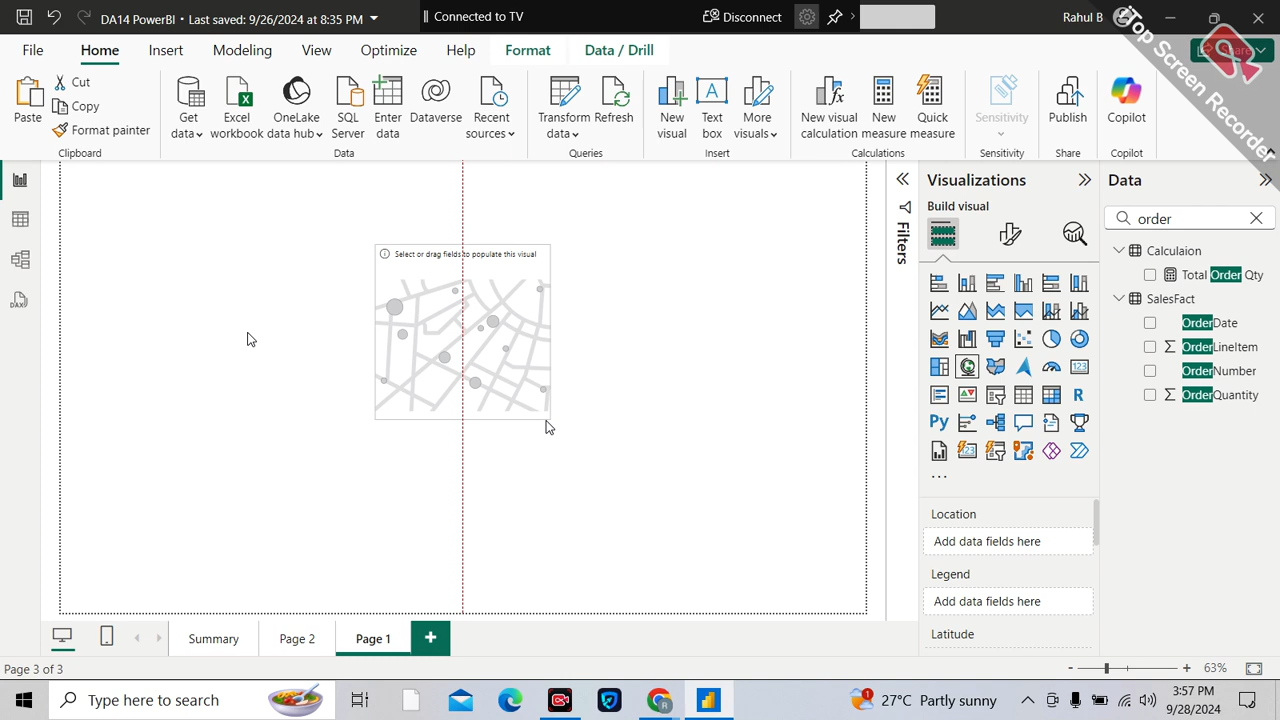 DA14 PowerBI • Last saved: 9/26/2024 at 8:35 PM
Connected to TV
Disconnect
Rahul B
iTop Screen Recorder
File
Home
Insert
Modeling
View
Optimize
Help
Format
Data / Drill
Share
Paste
Cut
Copy
Format painter
Get data
Excel workbook
OneLake data hub
SQL Server
Enter data
Dataverse
Recent sources
Transform data
Refresh
New visual
Text box
More visuals
New visual calculation
New measure
Quick measure
Sensitivity
Publish
Copilot
Clipboard
Data
Queries
Insert
Calculations
Sensitivity
Share
Copilot
Select or drag fields to populate this visual
Filters
Visualizations
Build visual
123
R
Py
123
Location
Add data fields here
Legend
Add data fields here
Latitude
Data
order
Calculaion
Total Order Qty
SalesFact
OrderDate
OrderLineItem
OrderNumber
OrderQuantity
Summary
Page 2
Page 1
Page 3 of 3
63%
Type here to search
27°C Partly sunny
3:57 PM
9/28/2024